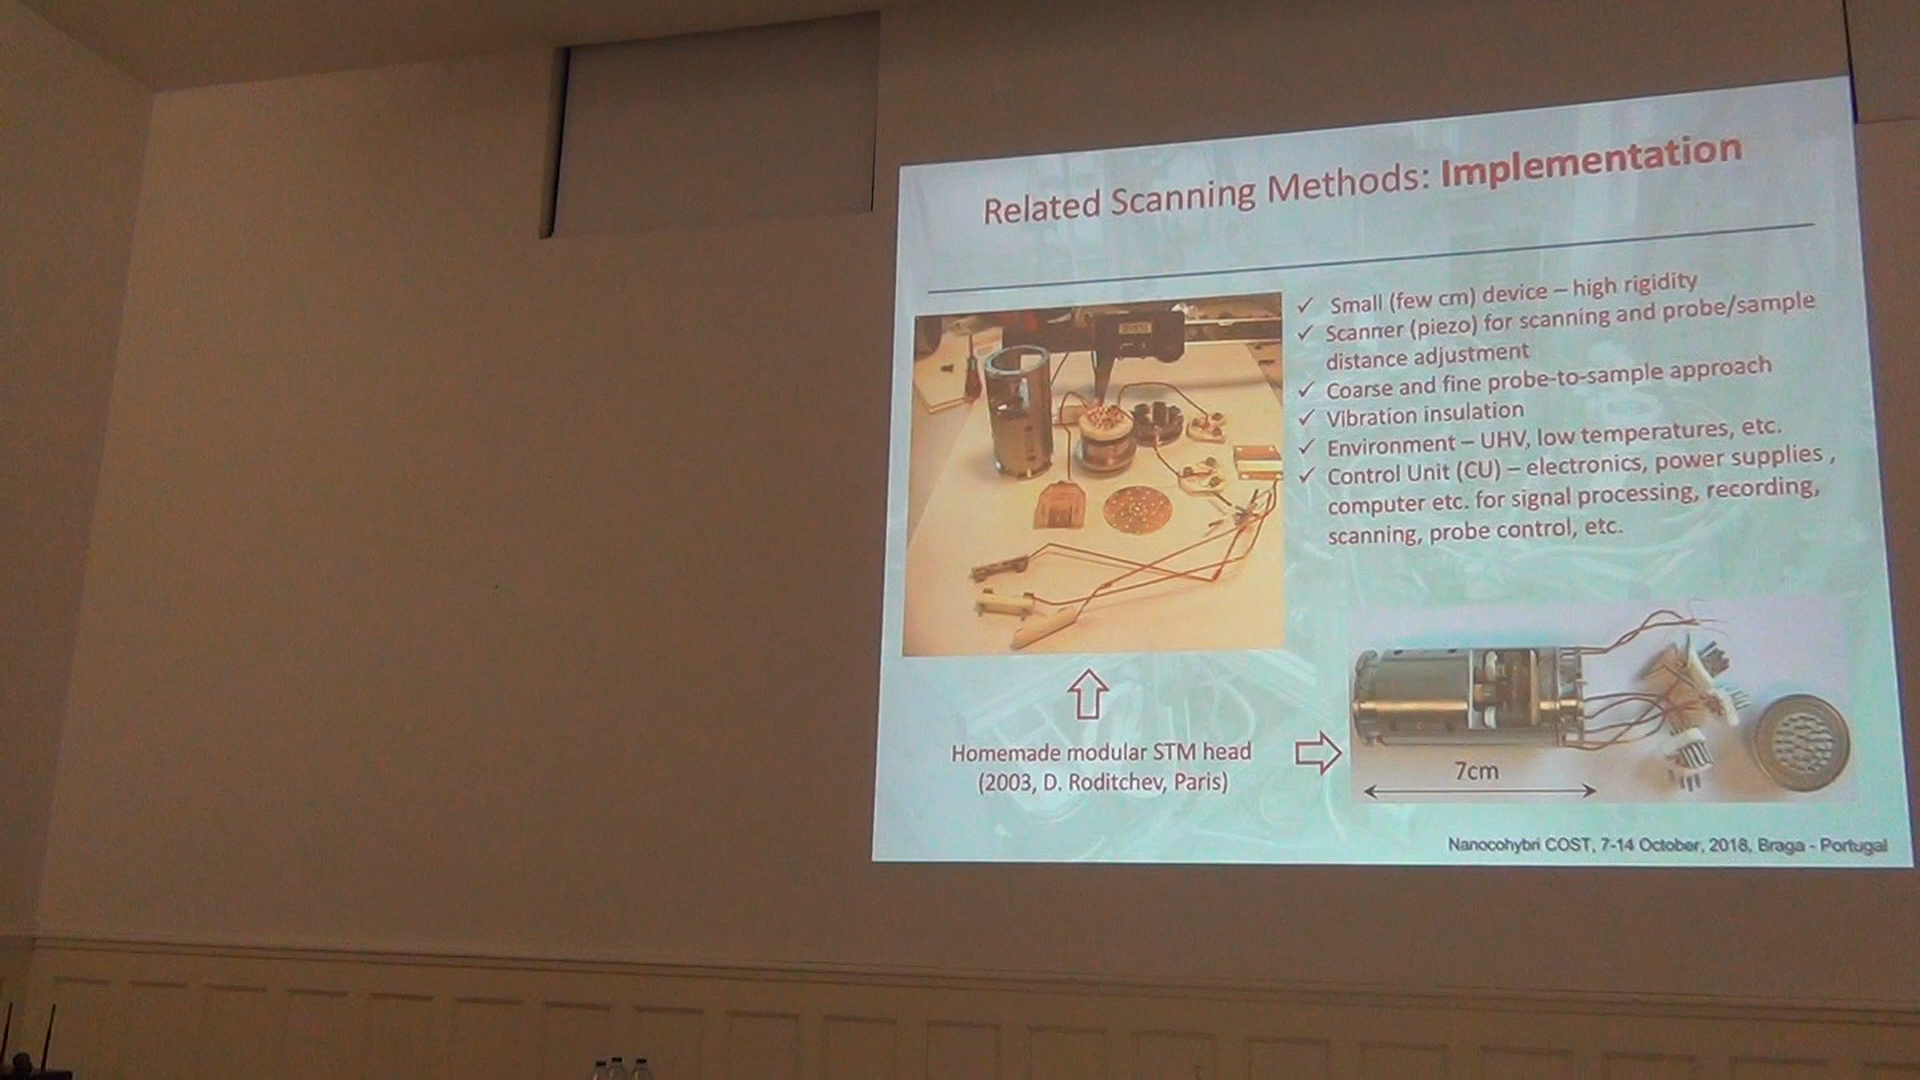 Related Scanning Methods: Implementation
✓ Small (few cm) device – high rigidity
✓ Scanner (piezo) for scanning and probe/sample
distance adjustment
✓ Coarse and fine probe-to-sample approach
✓ Vibration insulation
✓ Environment – UHV, low temperatures, etc.
✓ Control Unit (CU) – electronics, power supplies ,
computer etc. for signal processing, recording,
scanning, probe control, etc.
Homemade modular STM head
(2003, D. Roditchev, Paris)
7cm
Nanocohybri COST, 7-14 October, 2018, Braga - Portugal